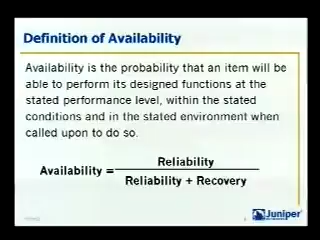 Definition of Availability
Availability is the probability that an item will be
able to perform its designed functions at the
stated performance level, within the stated
conditions and in the stated environment when
called upon to do so.
Availability = Reliability
Reliability + Recovery
Juniper